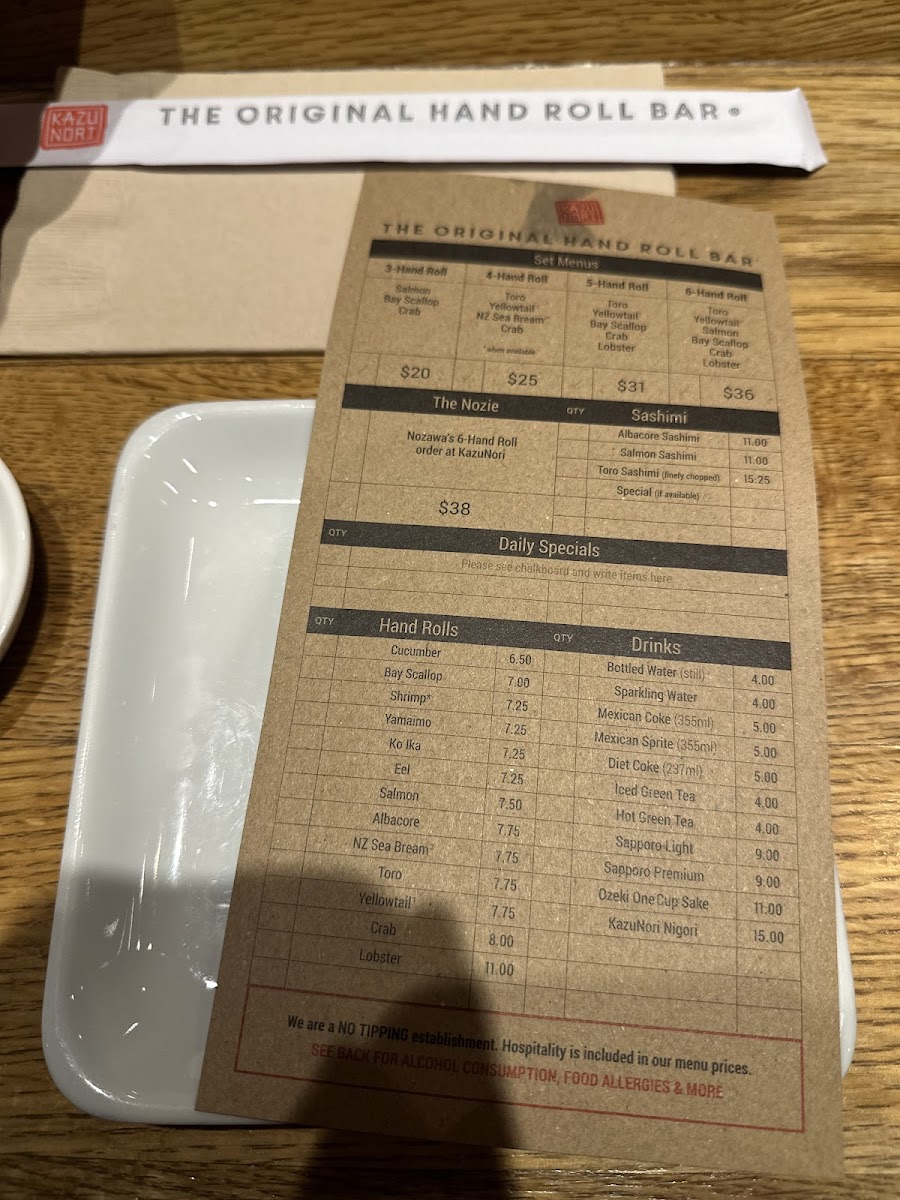 KAZU
NORI
THE ORIGINAL HAND ROLL BAR
KAZU
NORI
THE ORIGINAL HAND ROLL BAR
Set Menus
3-Hand Roll
Salmon
Bay Scallop
Crab
$20
4-Hand Roll
Toro
Yellowtail
NZ Sea Bream
Crab
*when available
$25
5-Hand Roll
Toro
Yellowtail
Bay Scallop
Crab
Lobster
$31
6-Hand Roll
Toro
Yellowtail
Salmon
Bay Scallop
Crab
Lobster
$36
The Nozie
Nozawa's 6-Hand Roll
order at KazuNori
$38
QTY Sashimi
Albacore Sashimi 11.00
Salmon Sashimi 11.00
Toro Sashimi (finely chopped) 15.25
Special (if available)
QTY Daily Specials
Please see chalkboard and write items here
QTY Hand Rolls
Cucumber 6.50
Bay Scallop 7.00
Shrimp* 7.25
Yamaimo 7.25
Ko Ika 7.25
Eel 7.25
Salmon 7.50
Albacore 7.75
NZ Sea Bream 7.75
Toro 7.75
Yellowtail 7.75
Crab 8.00
Lobster 11.00
QTY Drinks
Bottled Water (still) 4.00
Sparkling Water 4.00
Mexican Coke (355ml) 5.00
Mexican Sprite (355ml) 5.00
Diet Coke (237ml) 5.00
Iced Green Tea 4.00
Hot Green Tea 4.00
Sapporo Light 9.00
Sapporo Premium 9.00
Ozeki One Cup Sake 11.00
KazuNori Nigori 15.00
We are a NO TIPPING establishment. Hospitality is included in our menu prices.
SEE BACK FOR ALCOHOL CONSUMPTION, FOOD ALLERGIES & MORE